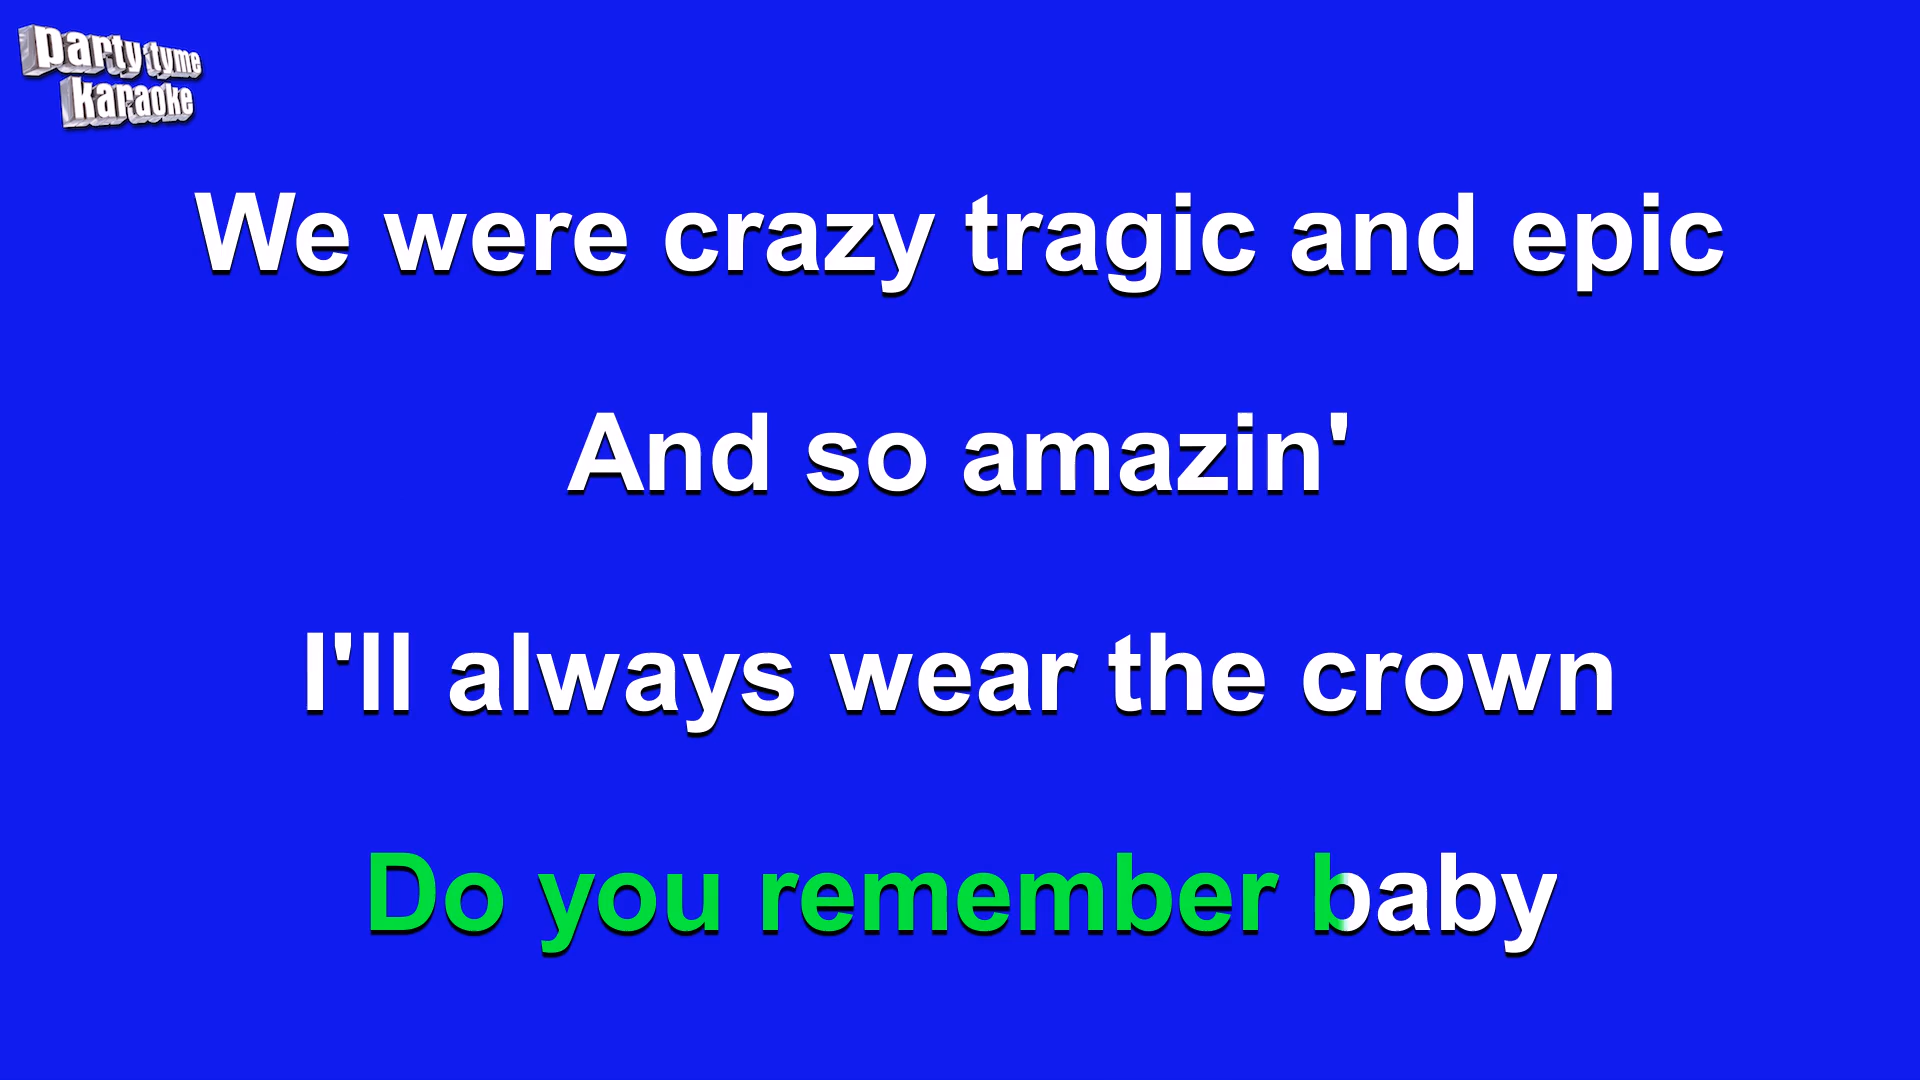 party tyme
karaoke
We were crazy tragic and epic
And so amazin'
I'll always wear the crown
Do you remember baby